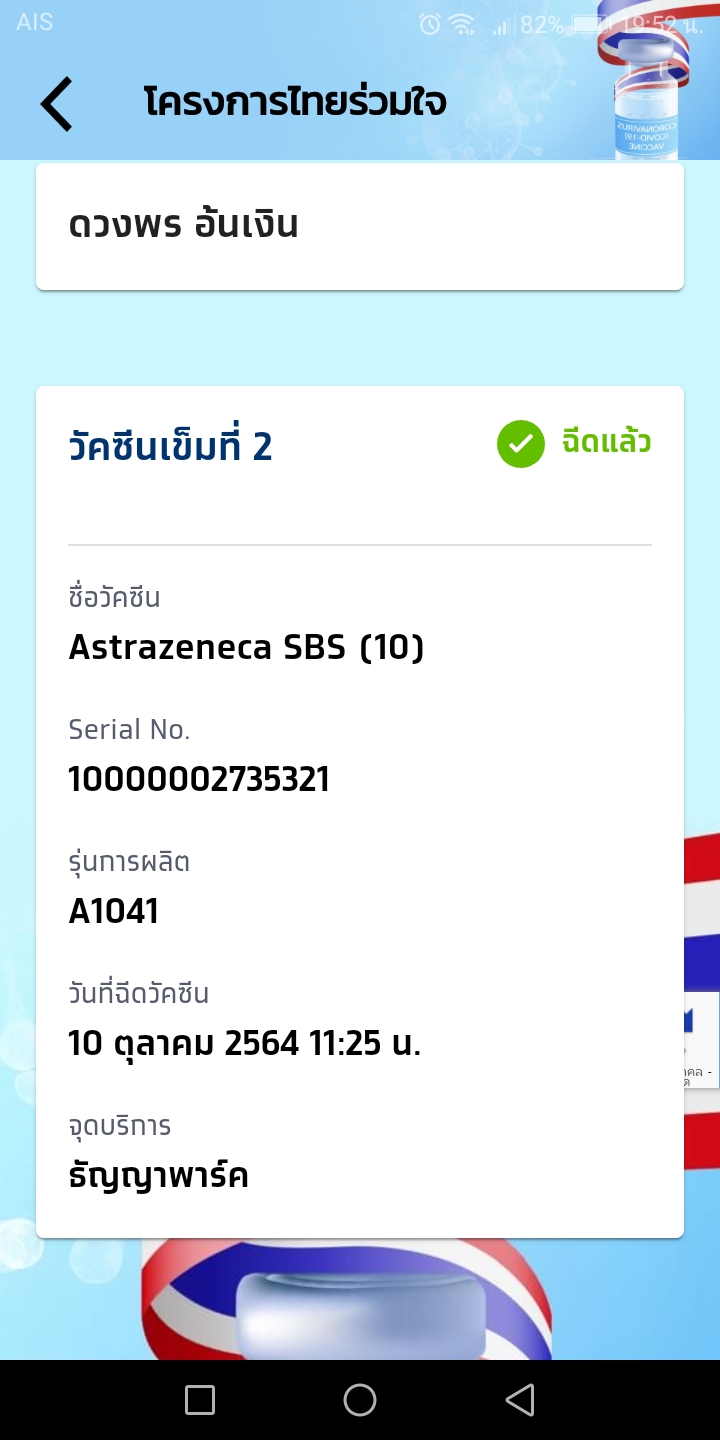 AIS
82%
19:52 น.
โครงการไทยร่วมใจ
CORONAVIRUS
(COVID-19)
VACCINE
ดวงพร อ้นเงิน
วัคซีนเข็มที่ 2
ฉีดแล้ว
ชื่อวัคซีน
Astrazeneca SBS (10)
Serial No.
10000002735321
รุ่นการผลิต
A1041
วันที่ฉีดวัคซีน
10 ตุลาคม 2564 11:25 น.
จุดบริการ
ธัญญาพาร์ค